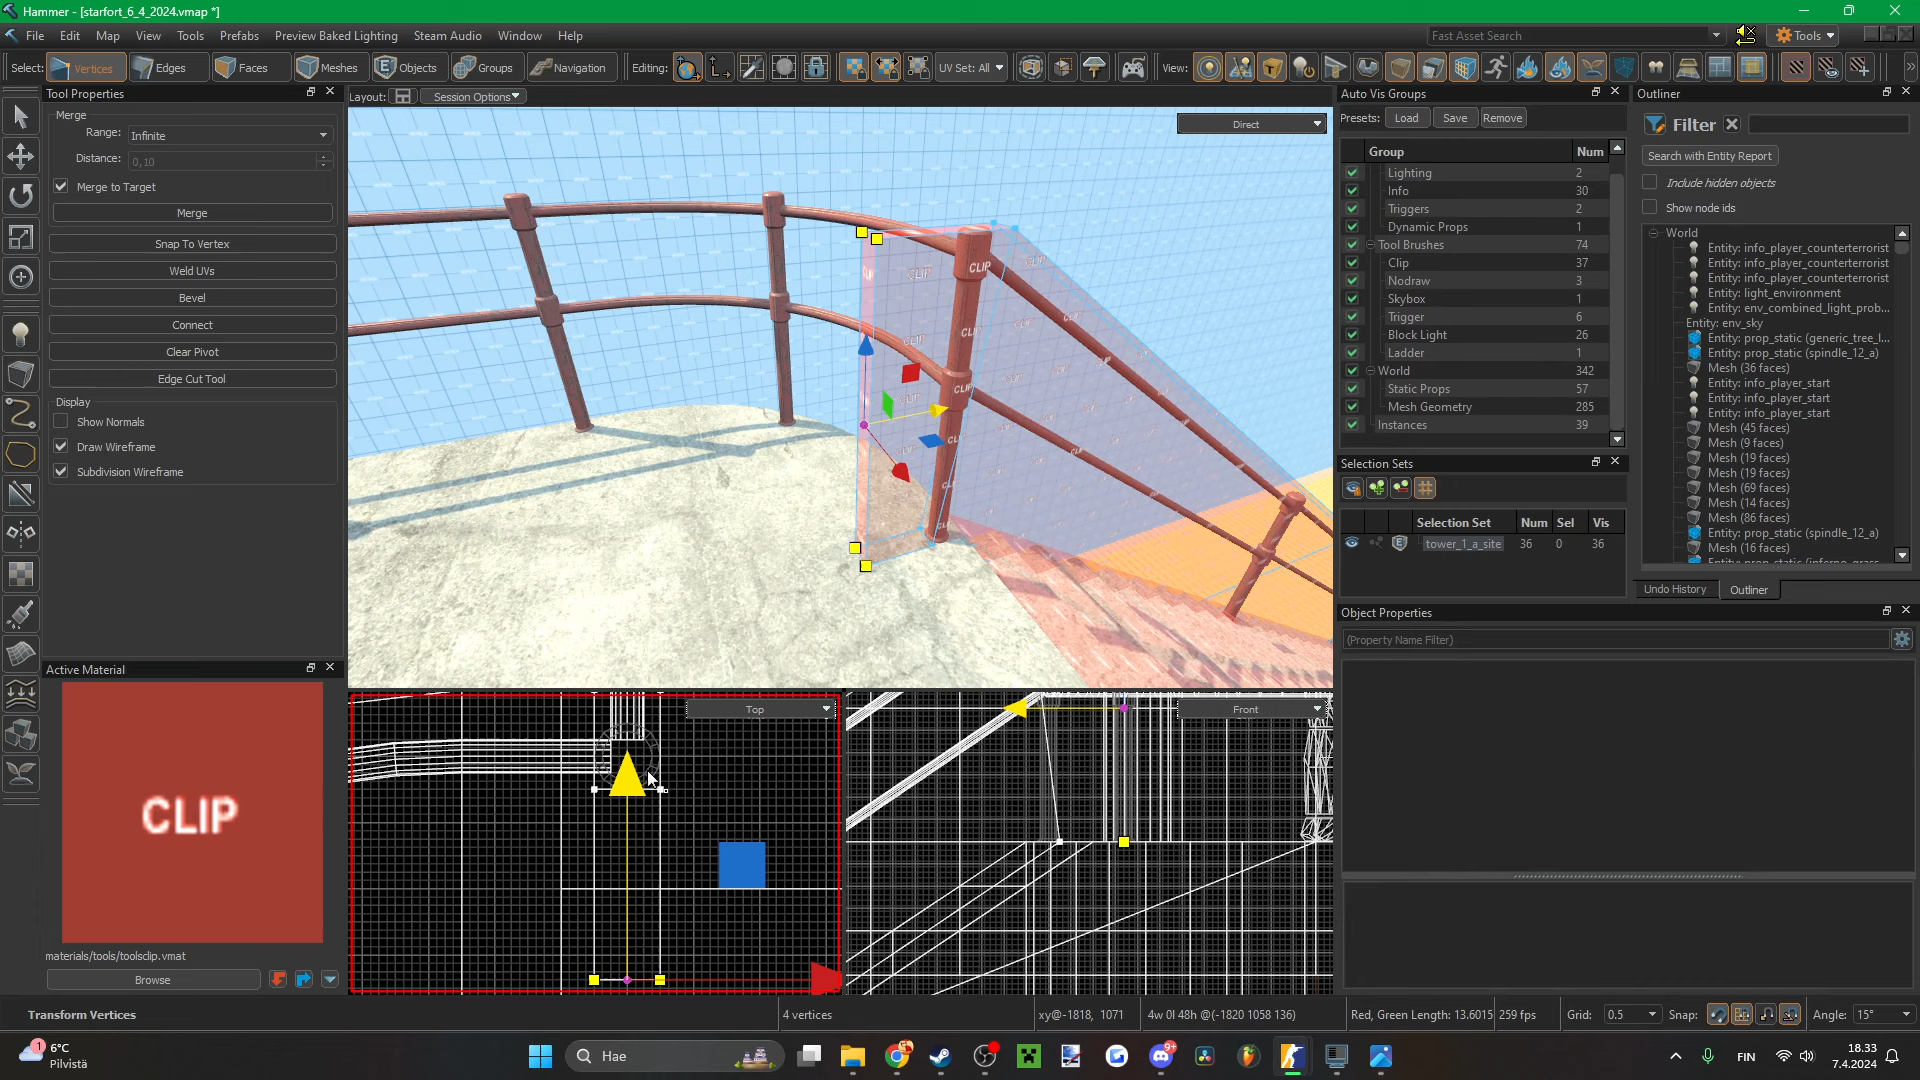 Hammer - [starfort_6_4_2024.vmap *]
File Edit Map View Tools Prefabs Preview Baked Lighting Steam Audio Window Help
Fast Asset Search
Tools
Select: Vertices Edges Faces Meshes Objects Groups Navigation Editing: UV Set: All View:
Tool Properties
Merge
Range: Infinite
Distance: 0,10
Merge to Target
Merge
Snap To Vertex
Weld UVs
Bevel
Connect
Clear Pivot
Edge Cut Tool
Display
Show Normals
Draw Wireframe
Subdivision Wireframe
Active Material
CLIP
materials/tools/toolsclip.vmat
Browse
Layout: Session Options
Direct
CLIP
CLIP
CLIP
CLIP
Top
Front
Auto Vis Groups
Presets: Load Save Remove
Group Num
Lighting 2
Info 30
Triggers 2
Dynamic Props 1
Tool Brushes 74
Clip 37
Nodraw 3
Skybox 1
Trigger 6
Block Light 26
Ladder 1
World 342
Static Props 57
Mesh Geometry 285
Instances 39
Selection Sets
Selection Set Num Sel Vis
tower_1_a_site 36 0 36
Outliner
Filter
Search with Entity Report
Include hidden objects
Show node ids
World
Entity: info_player_counterterrorist
Entity: info_player_counterterrorist
Entity: info_player_counterterrorist
Entity: light_environment
Entity: env_combined_light_prob...
Entity: env_sky
Entity: prop_static (generic_tree_l...
Entity: prop_static (spindle_12_a)
Mesh (36 faces)
Entity: info_player_start
Entity: info_player_start
Entity: info_player_start
Mesh (45 faces)
Mesh (9 faces)
Mesh (19 faces)
Mesh (19 faces)
Mesh (69 faces)
Mesh (14 faces)
Mesh (86 faces)
Entity: prop_static (spindle_12_a)
Mesh (16 faces)
Entity: prop_static (inferno_grass
Undo History Outliner
Object Properties
(Property Name Filter)
Transform Vertices
4 vertices
xy@-1818, 1071
4w 0l 48h @(-1820 1058 136)
Red, Green Length: 13.6015
259 fps
Grid: 0.5
Snap:
Angle: 15°
1
6°C
Pilvistä
Hae
9+
FIN
18.33
7.4.2024